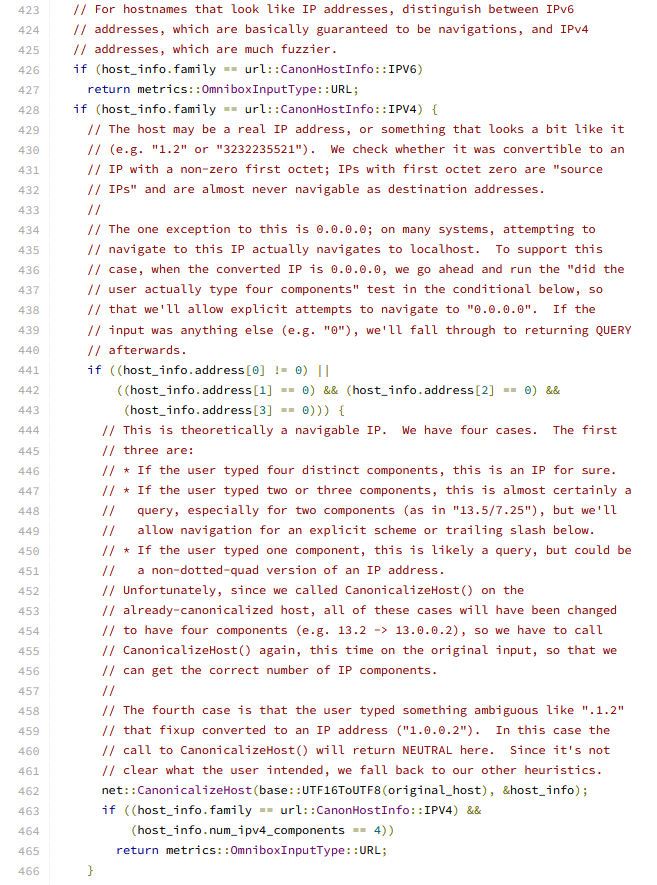 423 // For hostnames that look like IP addresses, distinguish between IPv6
424 // addresses, which are basically guaranteed to be navigations, and IPv4
425 // addresses, which are much fuzzier.
426 if (host_info.family == url::CanonHostInfo::IPV6)
427 return metrics::OmniboxInputType::URL;
428 if (host_info.family == url::CanonHostInfo::IPV4) {
429 // The host may be a real IP address, or something that looks a bit like it
430 // (e.g. "1.2" or "3232235521").  We check whether it was convertible to an
431 // IP with a non-zero first octet; IPs with first octet zero are "source
432 // IPs" and are almost never navigable as destination addresses.
433 //
434 // The one exception to this is 0.0.0.0; on many systems, attempting to
435 // navigate to this IP actually navigates to localhost.  To support this
436 // case, when the converted IP is 0.0.0.0, we go ahead and run the "did the
437 // user actually type four components" test in the conditional below, so
438 // that we'll allow explicit attempts to navigate to "0.0.0.0".  If the
439 // input was anything else (e.g. "0"), we'll fall through to returning QUERY
440 // afterwards.
441 if ((host_info.address[0] != 0) ||
442 ((host_info.address[1] == 0) && (host_info.address[2] == 0) &&
443 (host_info.address[3] == 0))) {
444 // This is theoretically a navigable IP.  We have four cases.  The first
445 // three are:
446 // * If the user typed four distinct components, this is an IP for sure.
447 // * If the user typed two or three components, this is almost certainly a
448 //   query, especially for two components (as in "13.5/7.25"), but we'll
449 //   allow navigation for an explicit scheme or trailing slash below.
450 // * If the user typed one component, this is likely a query, but could be
451 //   a non-dotted-quad version of an IP address.
452 // Unfortunately, since we called CanonicalizeHost() on the
453 // already-canonicalized host, all of these cases will have been changed
454 // to have four components (e.g. 13.2 -> 13.0.0.2), so we have to call
455 // CanonicalizeHost() again, this time on the original input, so that we
456 // can get the correct number of IP components.
457 //
458 // The fourth case is that the user typed something ambiguous like ".1.2"
459 // that fixup converted to an IP address ("1.0.0.2").  In this case the
460 // call to CanonicalizeHost() will return NEUTRAL here.  Since it's not
461 // clear what the user intended, we fall back to our other heuristics.
462 net::CanonicalizeHost(base::UTF16ToUTF8(original_host), &host_info);
463 if ((host_info.family == url::CanonHostInfo::IPV4) &&
464 (host_info.num_ipv4_components == 4))
465 return metrics::OmniboxInputType::URL;
466 }